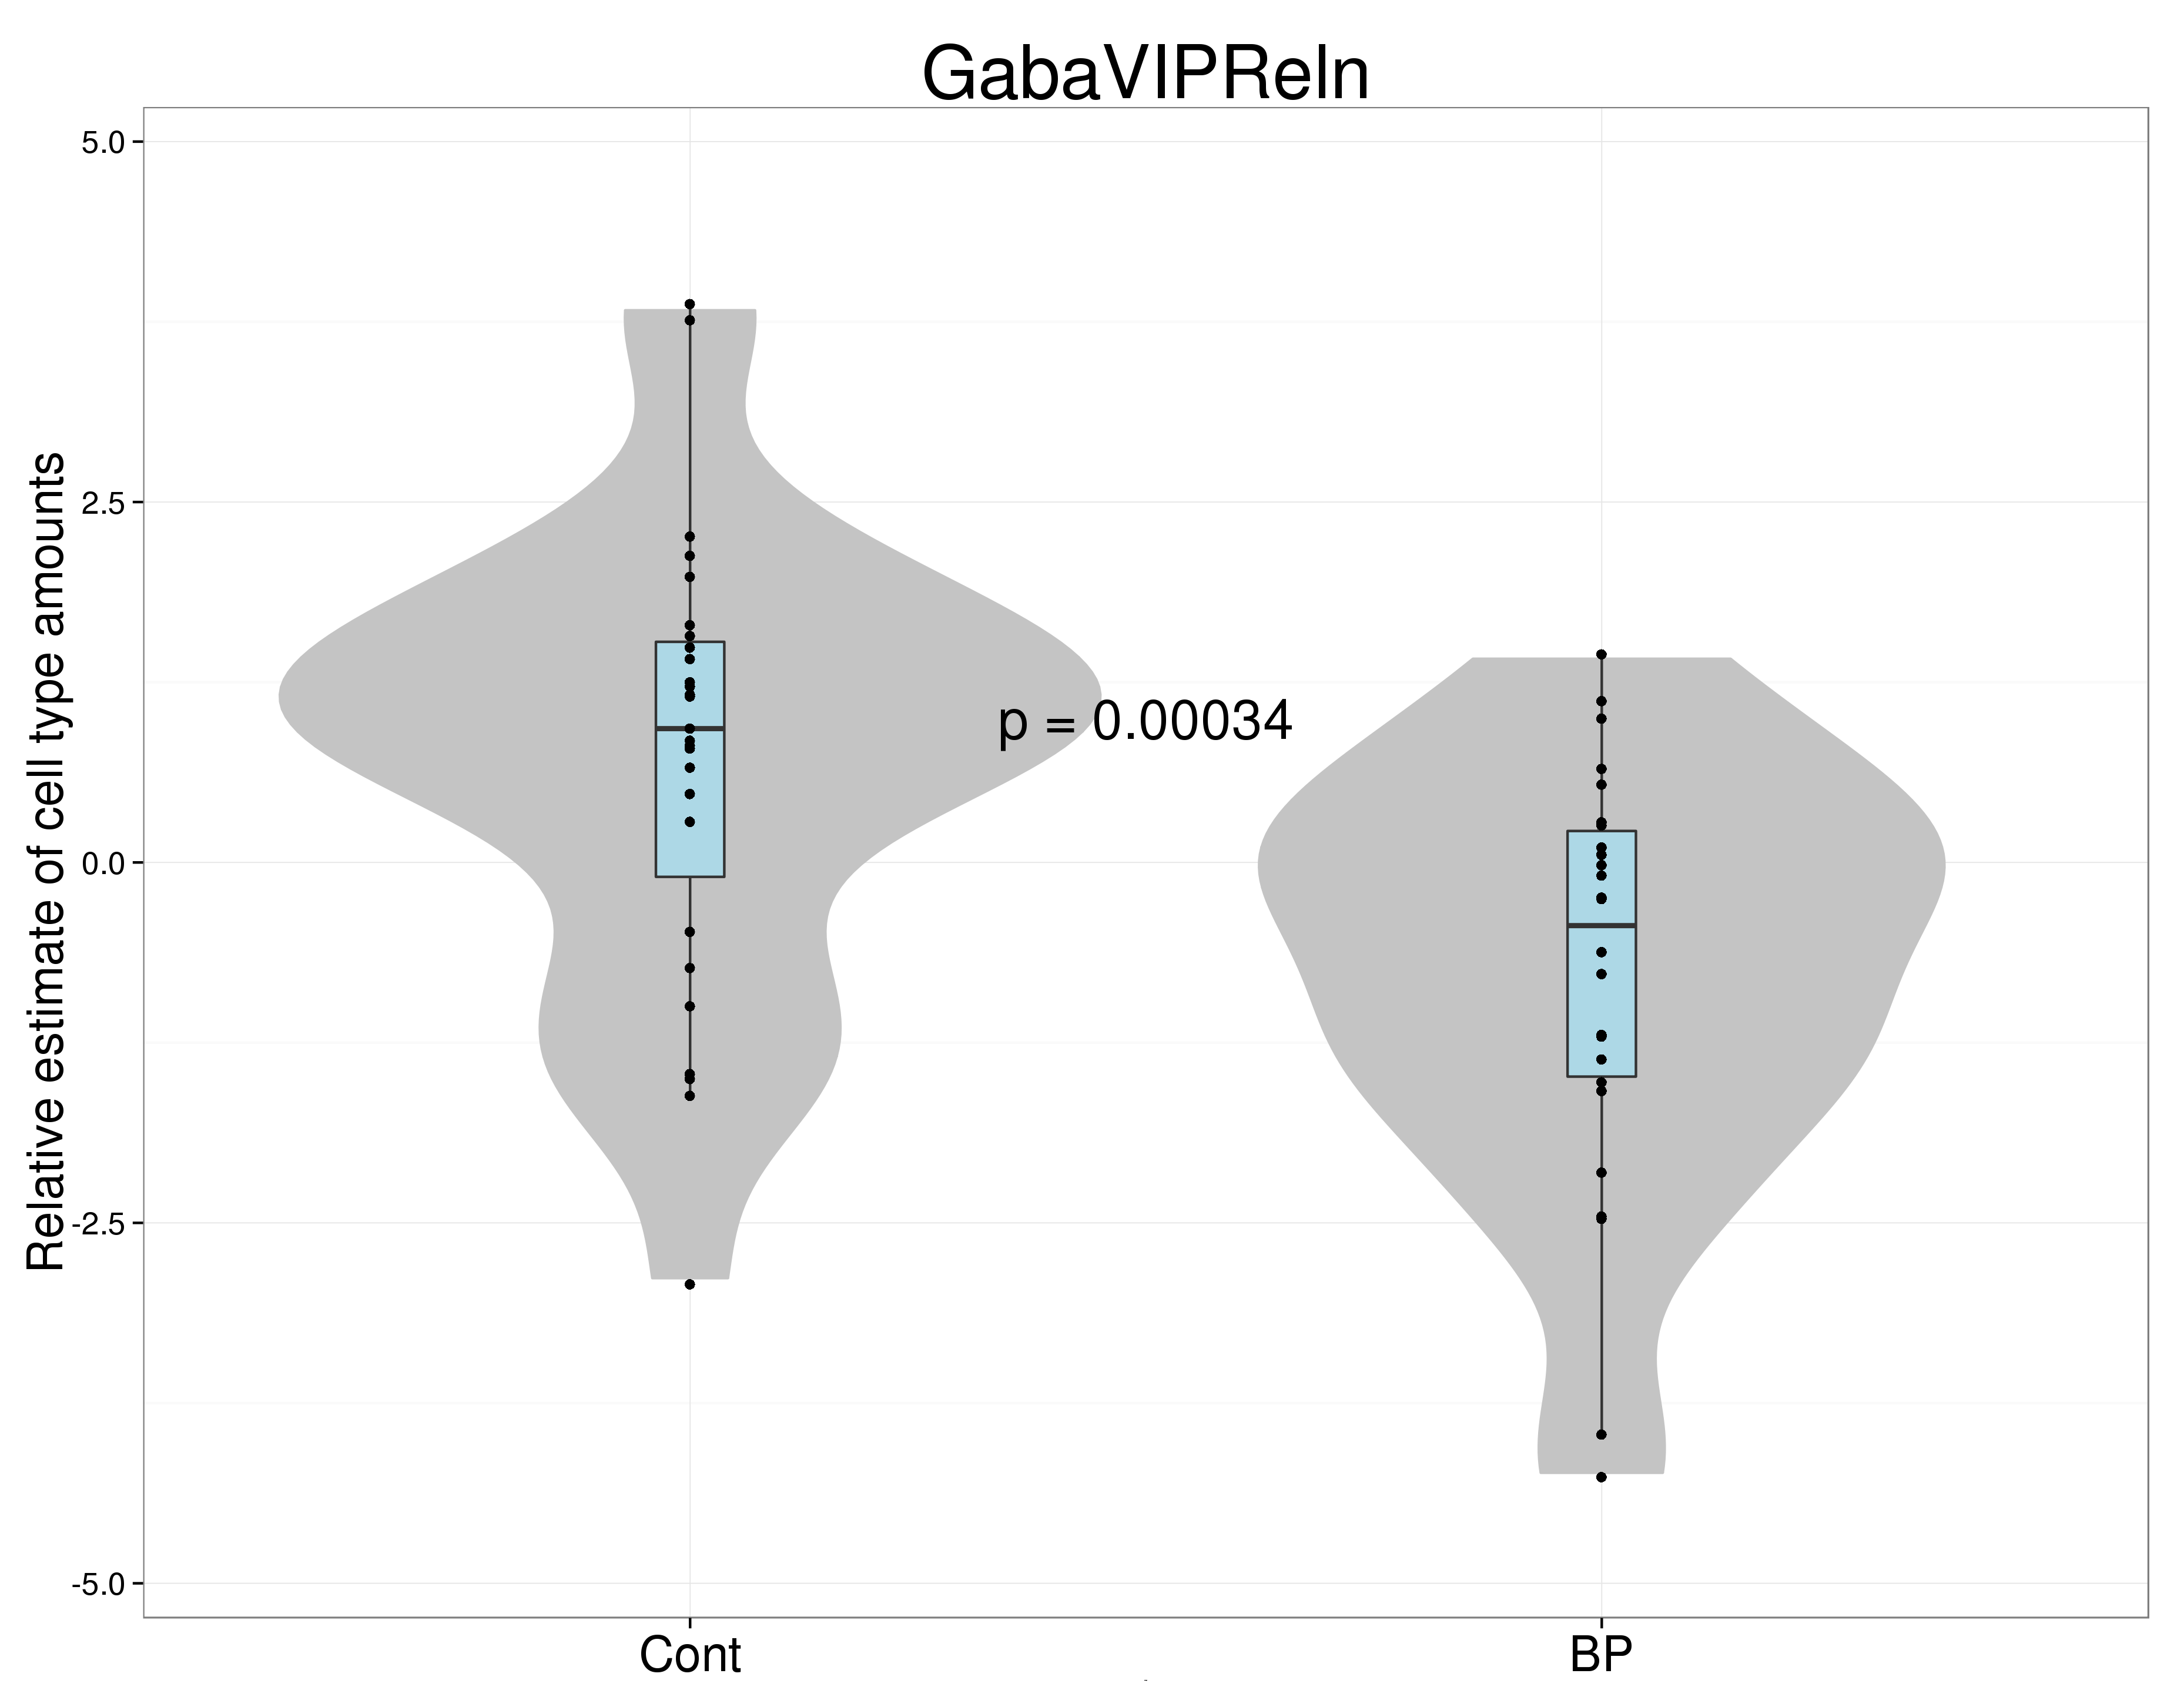 GabaVIPReln
Relative estimate of cell type amounts
5.0
2.5
0.0
-2.5
-5.0
p = 0.00034
Cont
BP